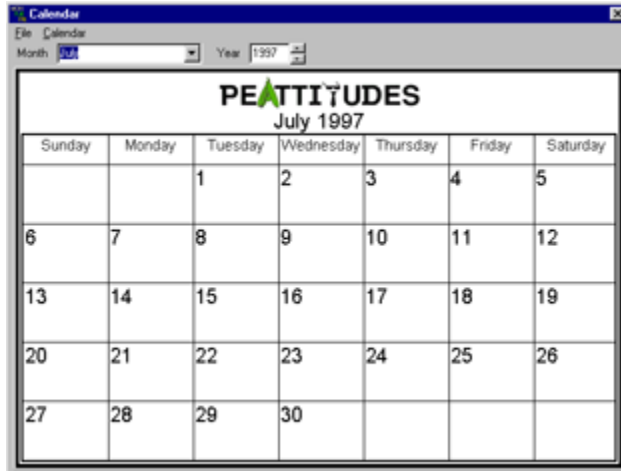 Calendar
File Calendar
Month July Year 1997
PEATTITUDES
July 1997
Sunday Monday Tuesday Wednesday Thursday Friday Saturday
1 2 3 4 5
6 7 8 9 10 11 12
13 14 15 16 17 18 19
20 21 22 23 24 25 26
27 28 29 30